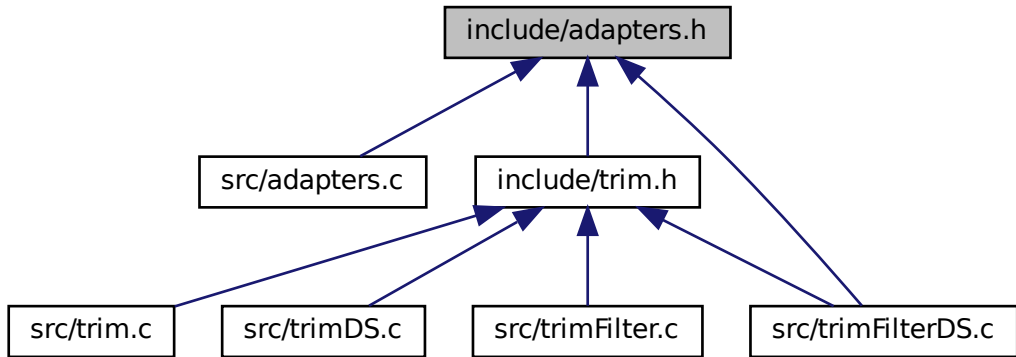 include/adapters.h
src/adapters.c
include/trim.h
src/trim.c
src/trimDS.c
src/trimFilter.c
src/trimFilterDS.c